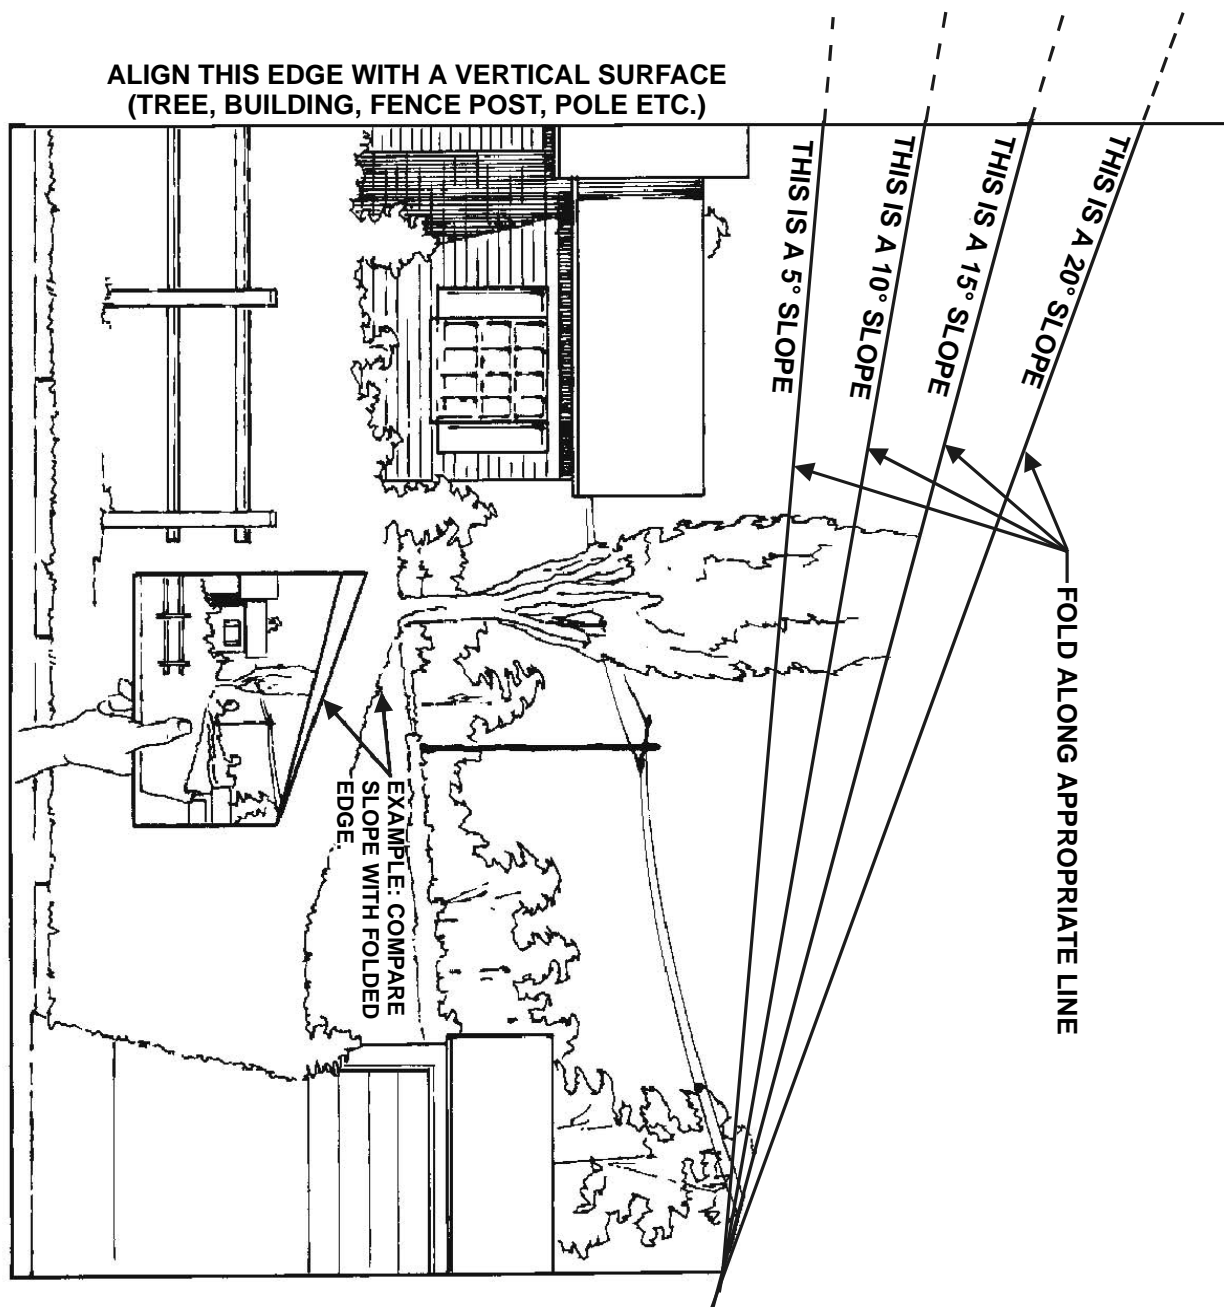 ALIGN THIS EDGE WITH A VERTICAL SURFACE
(TREE, BUILDING, FENCE POST, POLE ETC.)
THIS IS A 5° SLOPE
THIS IS A 10° SLOPE
THIS IS A 15° SLOPE
THIS IS A 20° SLOPE
FOLD ALONG APPROPRIATE LINE
EXAMPLE: COMPARE
SLOPE WITH FOLDED
EDGE.